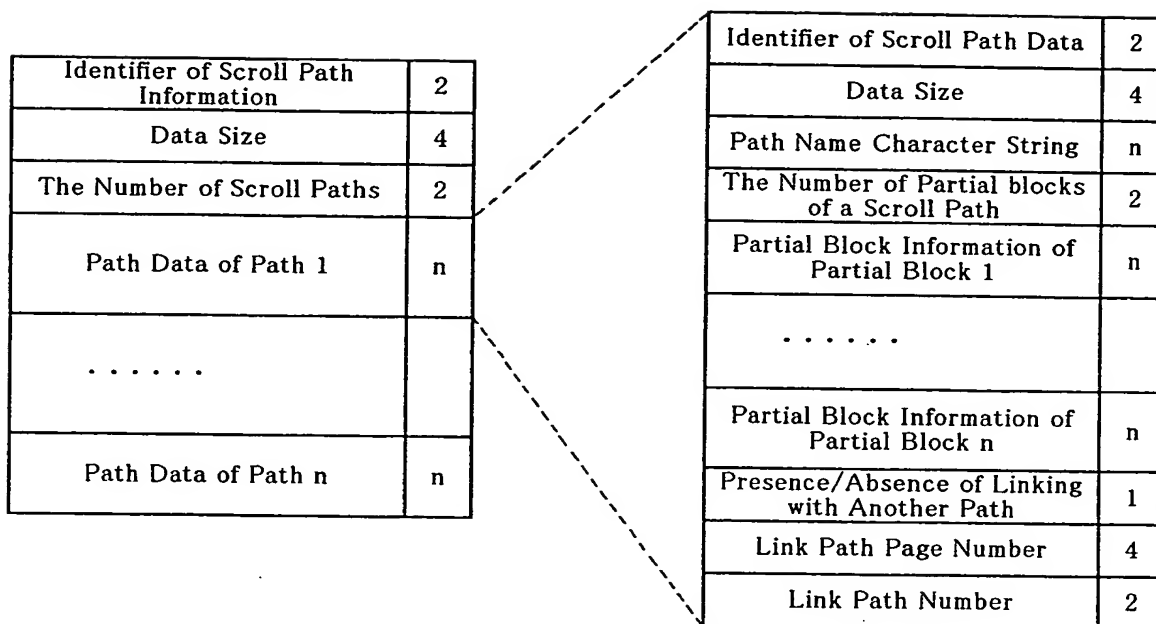 Identifier of Scroll Path
Information
2
Data Size
4
The Number of Scroll Paths
2
Path Data of Path 1
n
. . . . . .
Path Data of Path n
n
Identifier of Scroll Path Data
2
Data Size
4
Path Name Character String
n
The Number of Partial blocks
of a Scroll Path
2
Partial Block Information of
Partial Block 1
n
. . . . . .
Partial Block Information of
Partial Block n
n
Presence/Absence of Linking
with Another Path
1
Link Path Page Number
4
Link Path Number
2